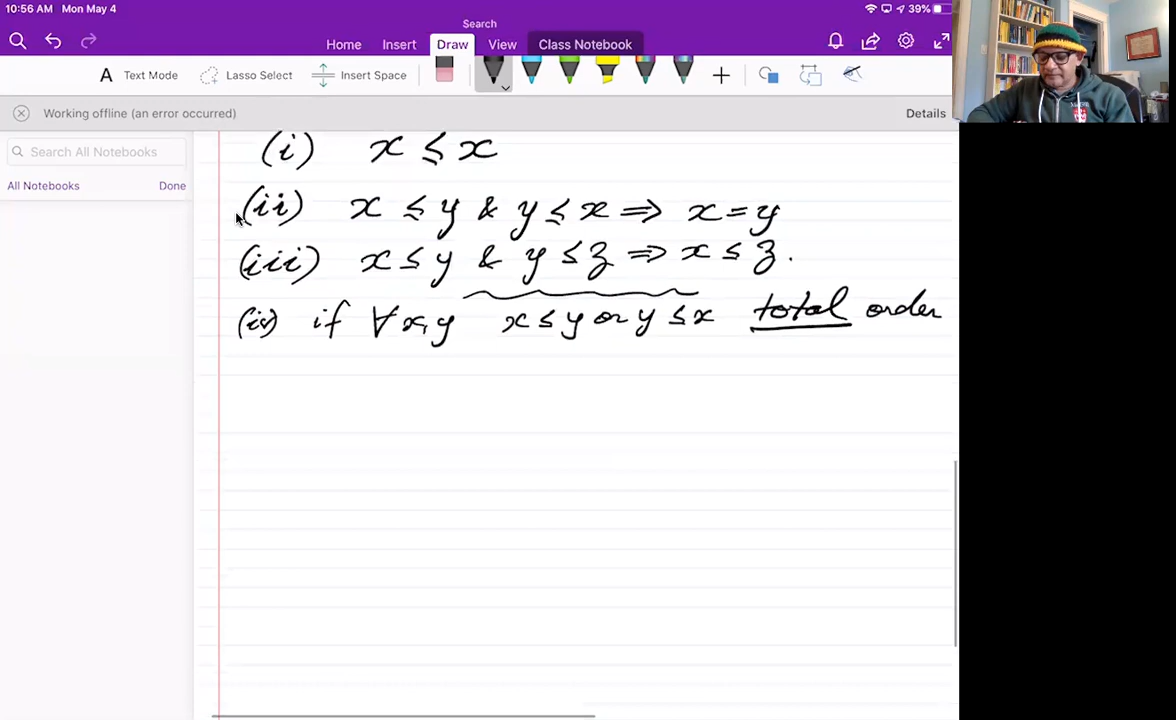 10:56 AM Mon May 4
39%
Search
Home Insert Draw View Class Notebook
A Text Mode Lasso Select Insert Space
Working offline (an error occurred) Details
Search All Notebooks
All Notebooks Done
(i) x ≤ x
(ii) x ≤ y & y ≤ x ⇒ x = y
(iii) x ≤ y & y ≤ z ⇒ x ≤ z.
(iv) if ∀x,y x ≤ y or y ≤ x total order